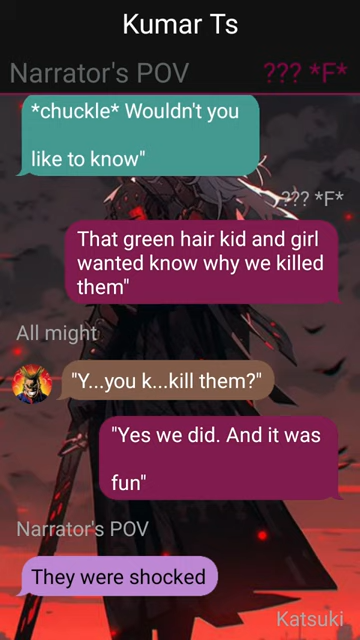 Kumar Ts
Narrator's POV ??? *F*
*chuckle* Wouldn't you
like to know"
??? *F*
That green hair kid and girl
wanted know why we killed
them"
All might
"Y...you k...kill them?"
"Yes we did. And it was
fun"
Narrator's POV
They were shocked
Katsuki